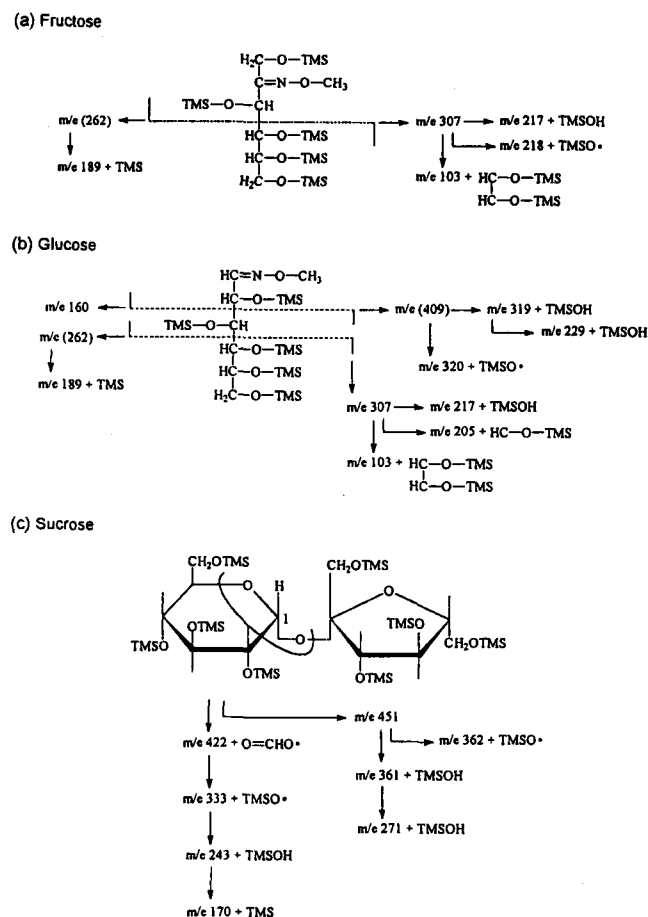 (a) Fructose
H₂C—O—TMS
C=N—O—CH₃
TMS—O—CH
m/e (262)
m/e 307
m/e 217 + TMSOH
HC—O—TMS
m/e 218 + TMSO•
m/e 189 + TMS
HC—O—TMS
H₂C—O—TMS
m/e 103 +
HC—O—TMS
HC—O—TMS
(b) Glucose
HC=N—O—CH₃
m/e 160
HC—O—TMS
m/e (409)
m/e 319 + TMSOH
m/e (262)
TMS—O—CH
m/e 229 + TMSOH
HC—O—TMS
m/e 320 + TMSO•
m/e 189 + TMS
HC—O—TMS
H₂C—O—TMS
m/e 307
m/e 217 + TMSOH
m/e 205 + HC—O—TMS
m/e 103 +
HC—O—TMS
HC—O—TMS
(c) Sucrose
CH₂OTMS
O
H
1
OTMS
TMSO
OTMS
O
CH₂OTMS
O
TMSO
OTMS
CH₂OTMS
m/e 451
m/e 422 + O=CHO•
m/e 362 + TMSO•
m/e 361 + TMSOH
m/e 333 + TMSO•
m/e 271 + TMSOH
m/e 243 + TMSOH
m/e 170 + TMS